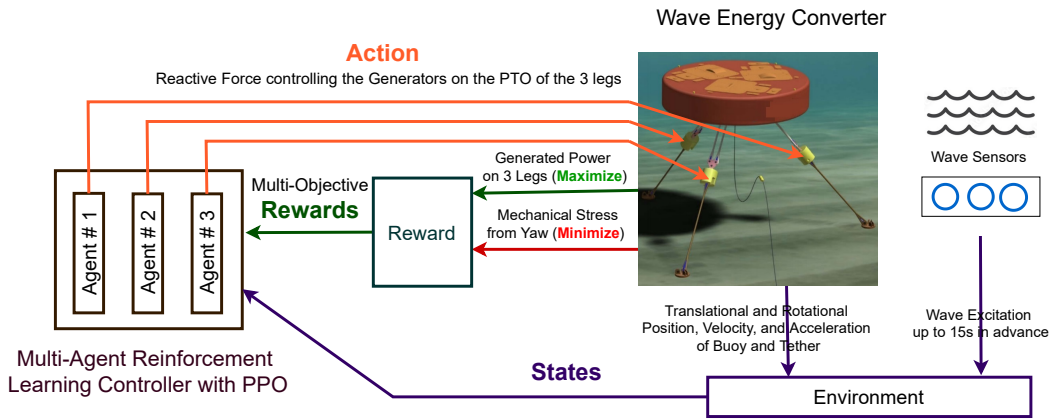 Wave Energy Converter
Action
Reactive Force controlling the Generators on the PTO of the 3 legs
Wave Sensors
Generated Power
on 3 Legs (Maximize)
Multi-Objective
Rewards
Reward
Mechanical Stress
from Yaw (Minimize)
Agent # 1
Agent # 2
Agent # 3
Translational and Rotational
Position, Velocity, and Acceleration
of Buoy and Tether
Wave Excitation
up to 15s in advance
Multi-Agent Reinforcement
Learning Controller with PPO
States
Environment